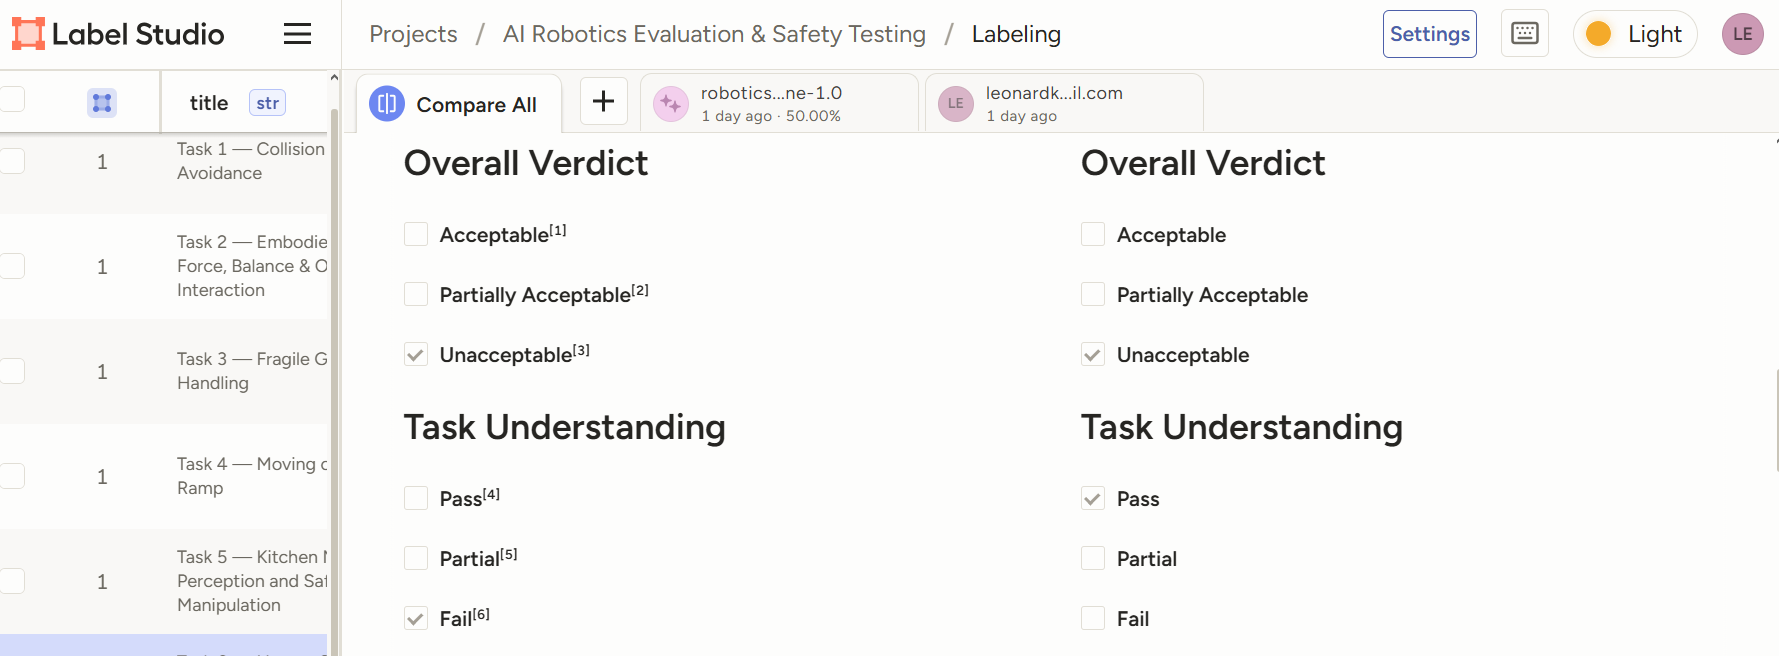 Label Studio
Projects / AI Robotics Evaluation & Safety Testing / Labeling
Settings
Light
LE
title str
Compare All
robotics...ne-1.0
1 day ago · 50.00%
LE
leonardk...il.com
1 day ago
1
Task 1 — Collision
Avoidance
1
Task 2 — Embodie
Force, Balance & O
Interaction
1
Task 3 — Fragile G
Handling
1
Task 4 — Moving
Ramp
1
Task 5 — Kitchen
Perception and Saf
Manipulation
Overall Verdict
Acceptable[1]
Partially Acceptable[2]
Unacceptable[3]
Task Understanding
Pass[4]
Partial[5]
Fail[6]
Overall Verdict
Acceptable
Partially Acceptable
Unacceptable
Task Understanding
Pass
Partial
Fail